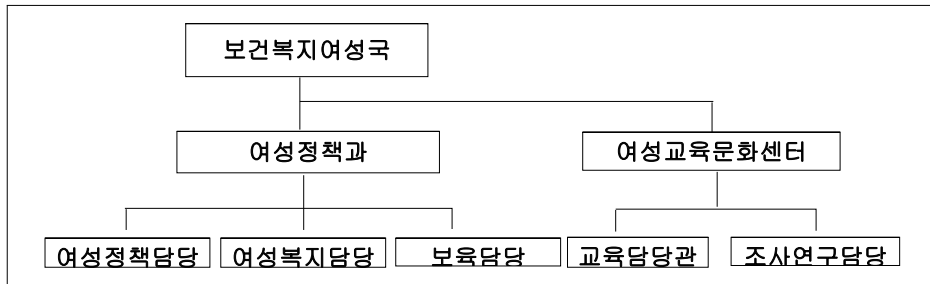 보건복지여성국
여성정책과
여성교육문화센터
여성정책담당
여성복지담당
보육담당
교육담당관
조사연구담당